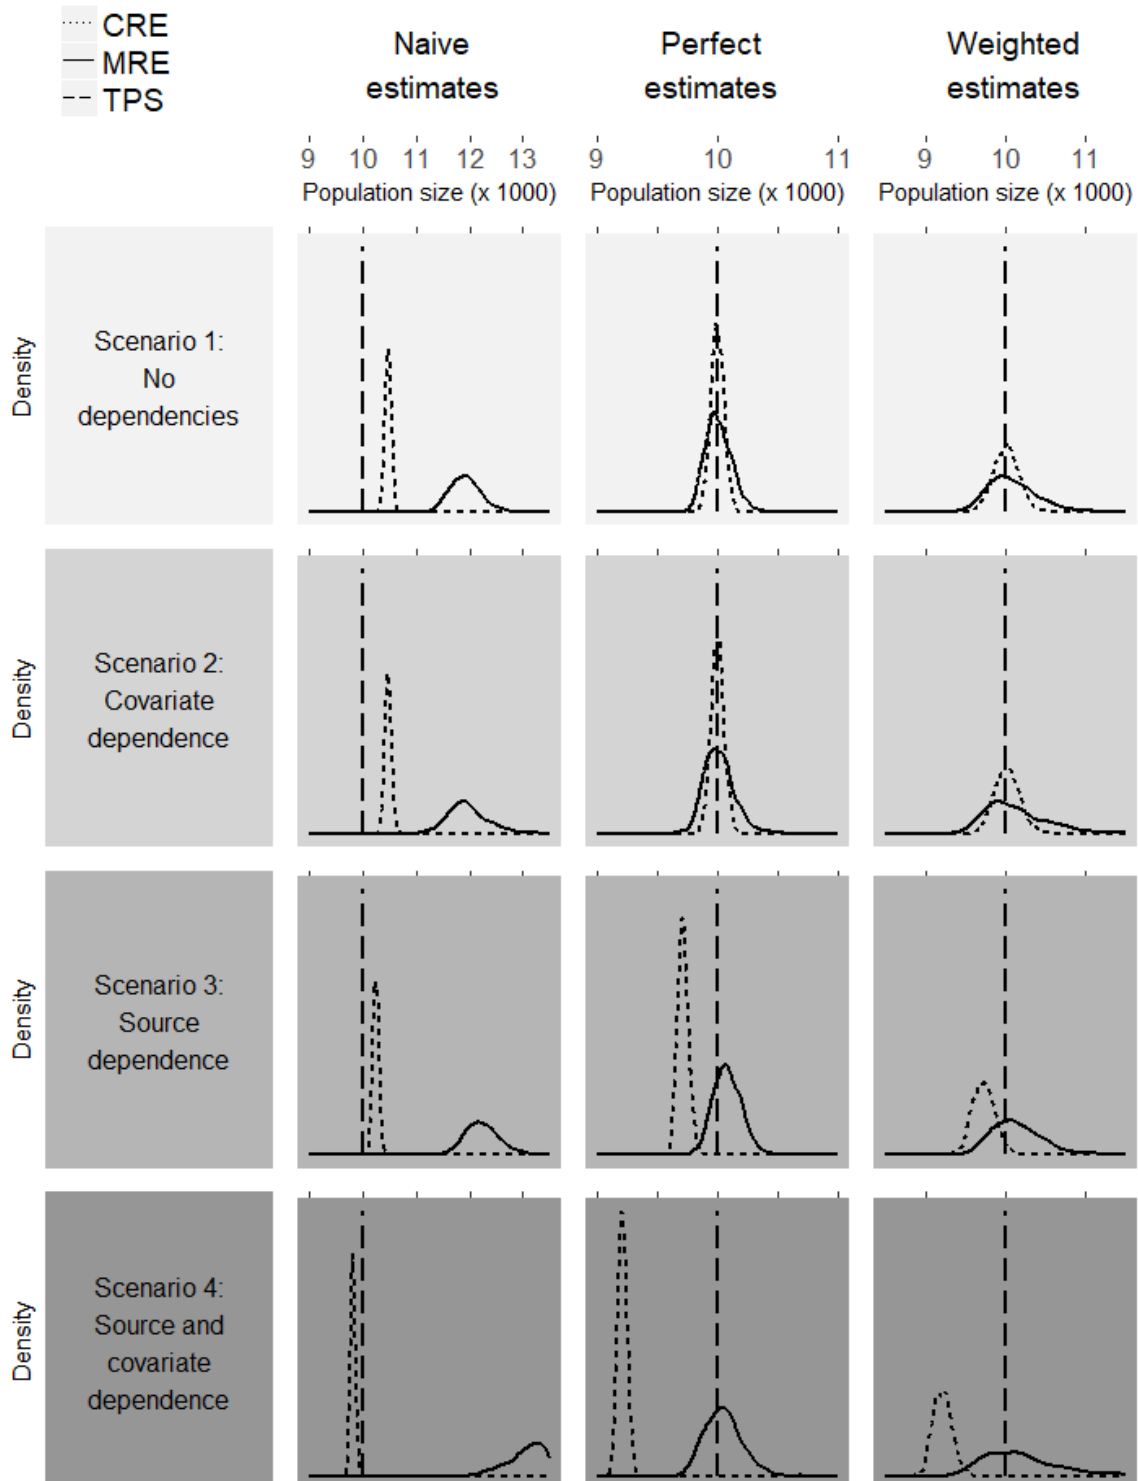 CRE
MRE
TPS
Naive
estimates
Perfect
estimates
Weighted
estimates
9 10 11 12 13
9 10 11
9 10 11
Population size (x 1000)
Population size (x 1000)
Population size (x 1000)
Density
Scenario 1:
No
dependencies
Density
Scenario 2:
Covariate
dependence
Density
Scenario 3:
Source
dependence
Density
Scenario 4:
Source and
covariate
dependence